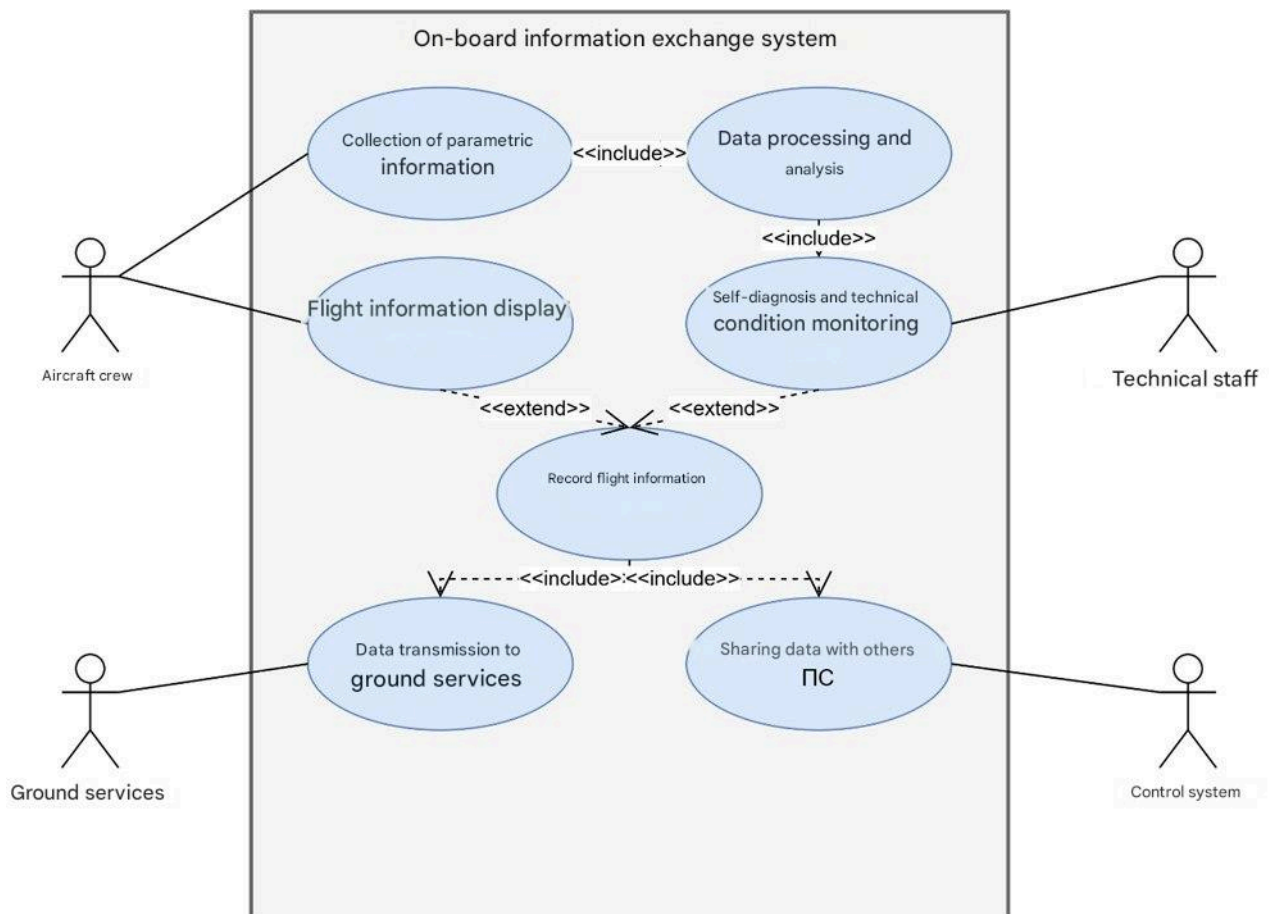 On-board information exchange system
Collection of parametric
information
<<include>>
Data processing and
analysis
<<include>>
Flight information display
Self-diagnosis and technical
condition monitoring
Aircraft crew
Technical staff
<<extend>>
<<extend>>
Record flight information
<<include>
<<include>>
Data transmission to
ground services
Sharing data with others
ПС
Ground services
Control system